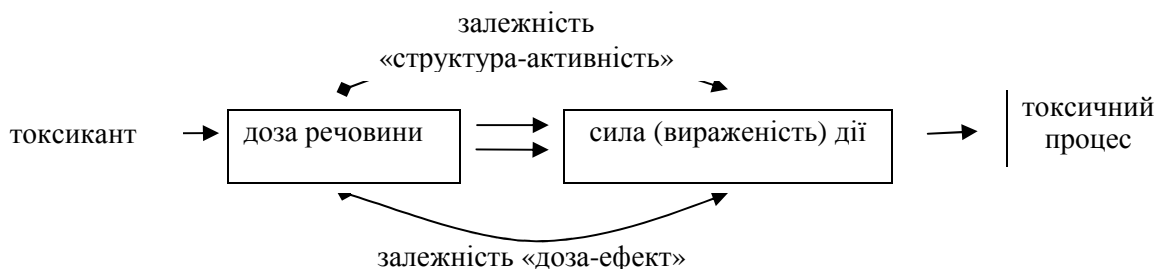 залежність
«структура-активність»
токсикант
доза речовини
сила (вираженість) дії
токсичний
процес
залежність «доза-ефект»